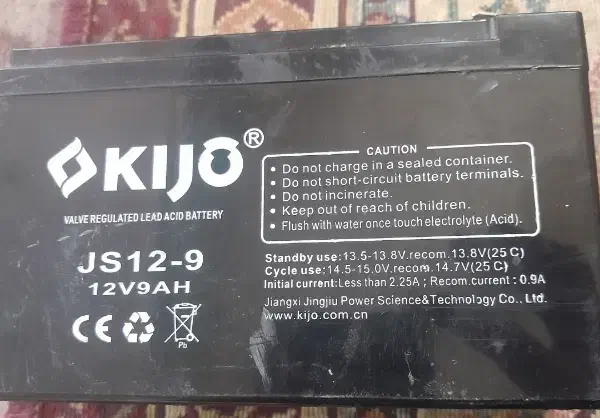 KIJO®
VALVE REGULATED LEAD ACID BATTERY
JS12-9
12V9AH
CE
Pb
CAUTION
• Do not charge in a sealed container.
• Do not short-circuit battery terminals.
• Do not incinerate.
• Keep out of reach of children.
• Flush with water once touch electrolyte (Acid).
Standby use:13.5-13.8V.recom.13.8V(25C)
Cycle use:14.5-15.0V.recom.14.7V(25C)
Initial current:Less than 2.25A ; Recom.current : 0.9A
Jiangxi Jingjiu Power Science&Technology Co., Ltd.
www.kijo.com.cn